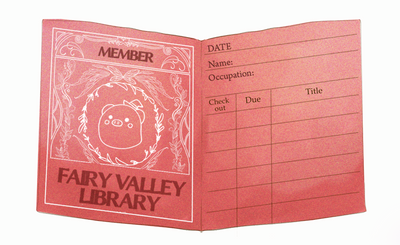 MEMBER
FAIRY VALLEY
LIBRARY
DATE
Name:
Occupation:
Check out
Due
Title